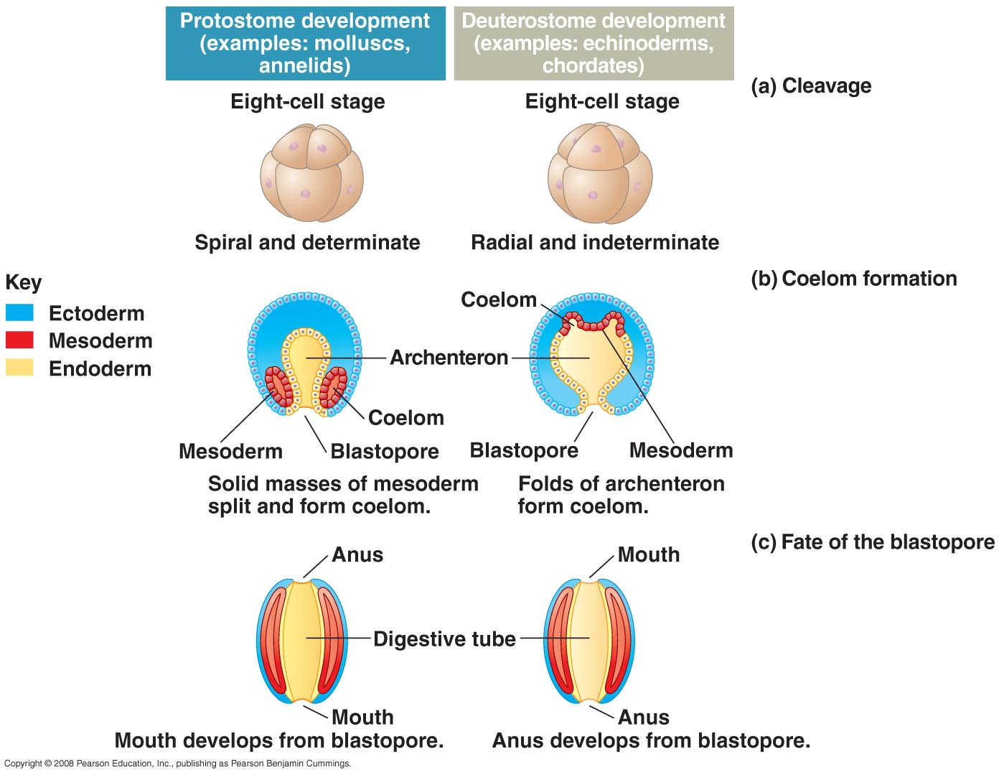 Protostome development
(examples: molluscs,
annelids)
Deuterostome development
(examples: echinoderms,
chordates)
(a) Cleavage
Eight-cell stage
Eight-cell stage
Spiral and determinate
Radial and indeterminate
Key
Ectoderm
Mesoderm
Endoderm
(b) Coelom formation
Coelom
Archenteron
Coelom
Mesoderm
Blastopore
Blastopore
Mesoderm
Solid masses of mesoderm
split and form coelom.
Folds of archenteron
form coelom.
(c) Fate of the blastopore
Anus
Mouth
Digestive tube
Mouth
Anus
Mouth develops from blastopore.
Anus develops from blastopore.
Copyright © 2008 Pearson Education, Inc., publishing as Pearson Benjamin Cummings.